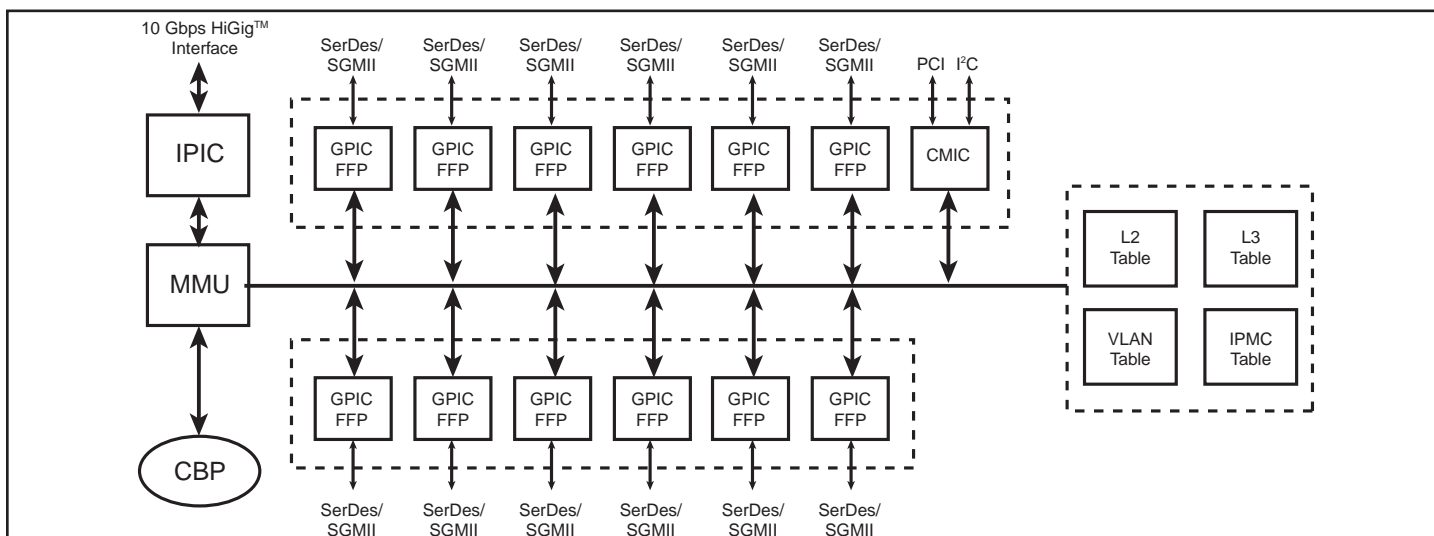 10 Gbps HiGig™
Interface
SerDes/
SGMII
SerDes/
SGMII
SerDes/
SGMII
SerDes/
SGMII
SerDes/
SGMII
SerDes/
SGMII
PCI I²C
IPIC
GPIC
FFP
GPIC
FFP
GPIC
FFP
GPIC
FFP
GPIC
FFP
GPIC
FFP
CMIC
L2
Table
L3
Table
MMU
VLAN
Table
IPMC
Table
GPIC
FFP
GPIC
FFP
GPIC
FFP
GPIC
FFP
GPIC
FFP
GPIC
FFP
CBP
SerDes/
SGMII
SerDes/
SGMII
SerDes/
SGMII
SerDes/
SGMII
SerDes/
SGMII
SerDes/
SGMII